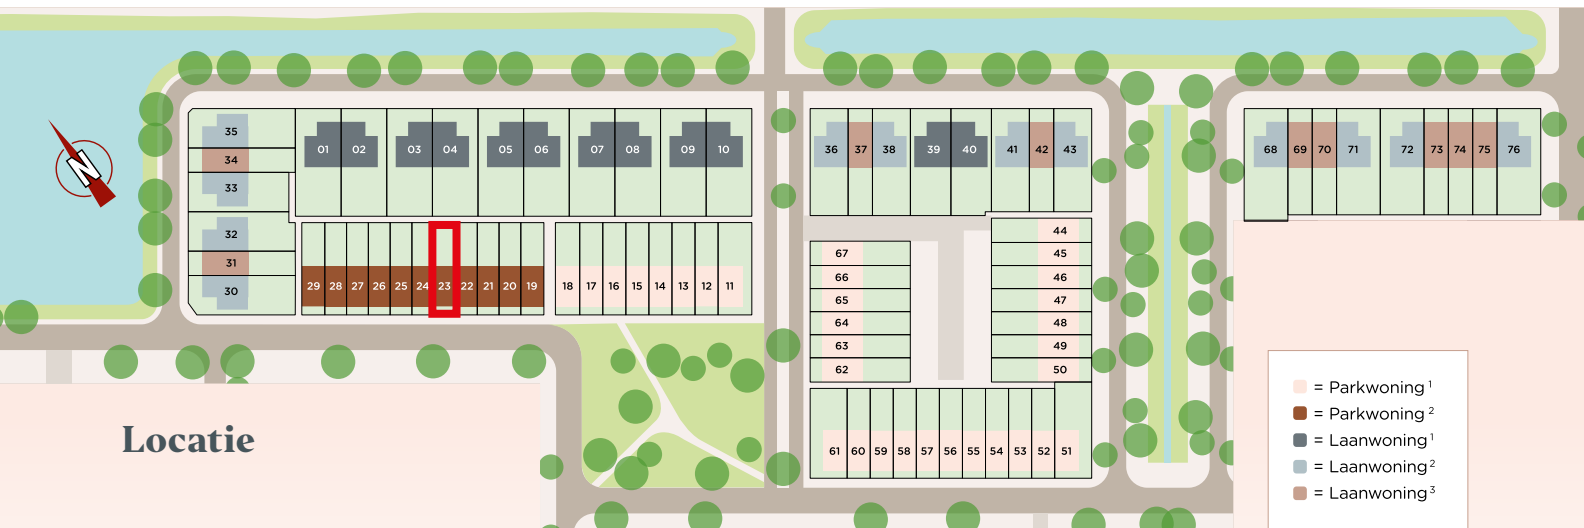 35
34
33
32
31
30
01 02 03 04 05 06 07 08 09 10
29 28 27 26 25 24 23 22 21 20 19
18 17 16 15 14 13 12 11
N
36 37 38 39 40 41 42 43
44
45
46
47
48
49
50
67
66
65
64
63
62
61 60 59 58 57 56 55 54 53 52 51
68 69 70 71 72 73 74 75 76
Locatie
= Parkwoning 1
= Parkwoning 2
= Laanwoning 1
= Laanwoning 2
= Laanwoning 3